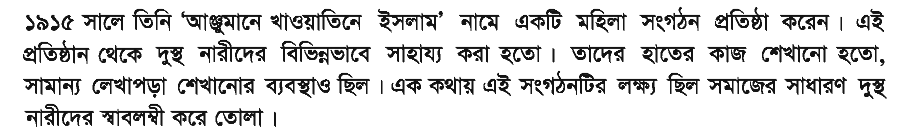 ১৯১৫ সালে তিনি ‘আঞ্জুমানে খাওয়াতিনে ইসলাম’ নামে একটি মহিলা সংগঠন প্রতিষ্ঠা করেন। এই
প্রতিষ্ঠান থেকে দুস্থ নারীদের বিভিন্নভাবে সাহায্য করা হতো। তাদের হাতের কাজ শেখানো হতো,
সামান্য লেখাপড়া শেখানোর ব্যবস্থাও ছিল। এক কথায় এই সংগঠনটির লক্ষ্য ছিল সমাজের সাধারণ দুস্থ
নারীদের স্বাবলম্বী করে তোলা।